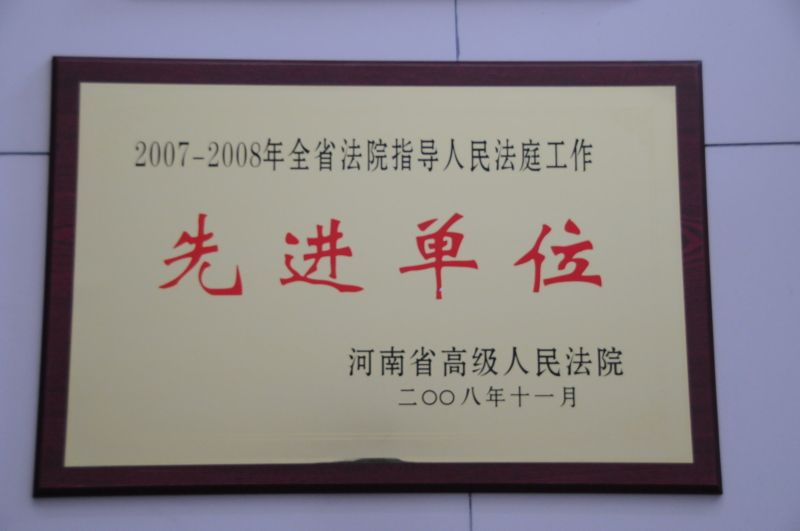 2007-2008年全省法院指导人民法庭工作
先进单位
河南省高级人民法院
二〇〇八年十一月